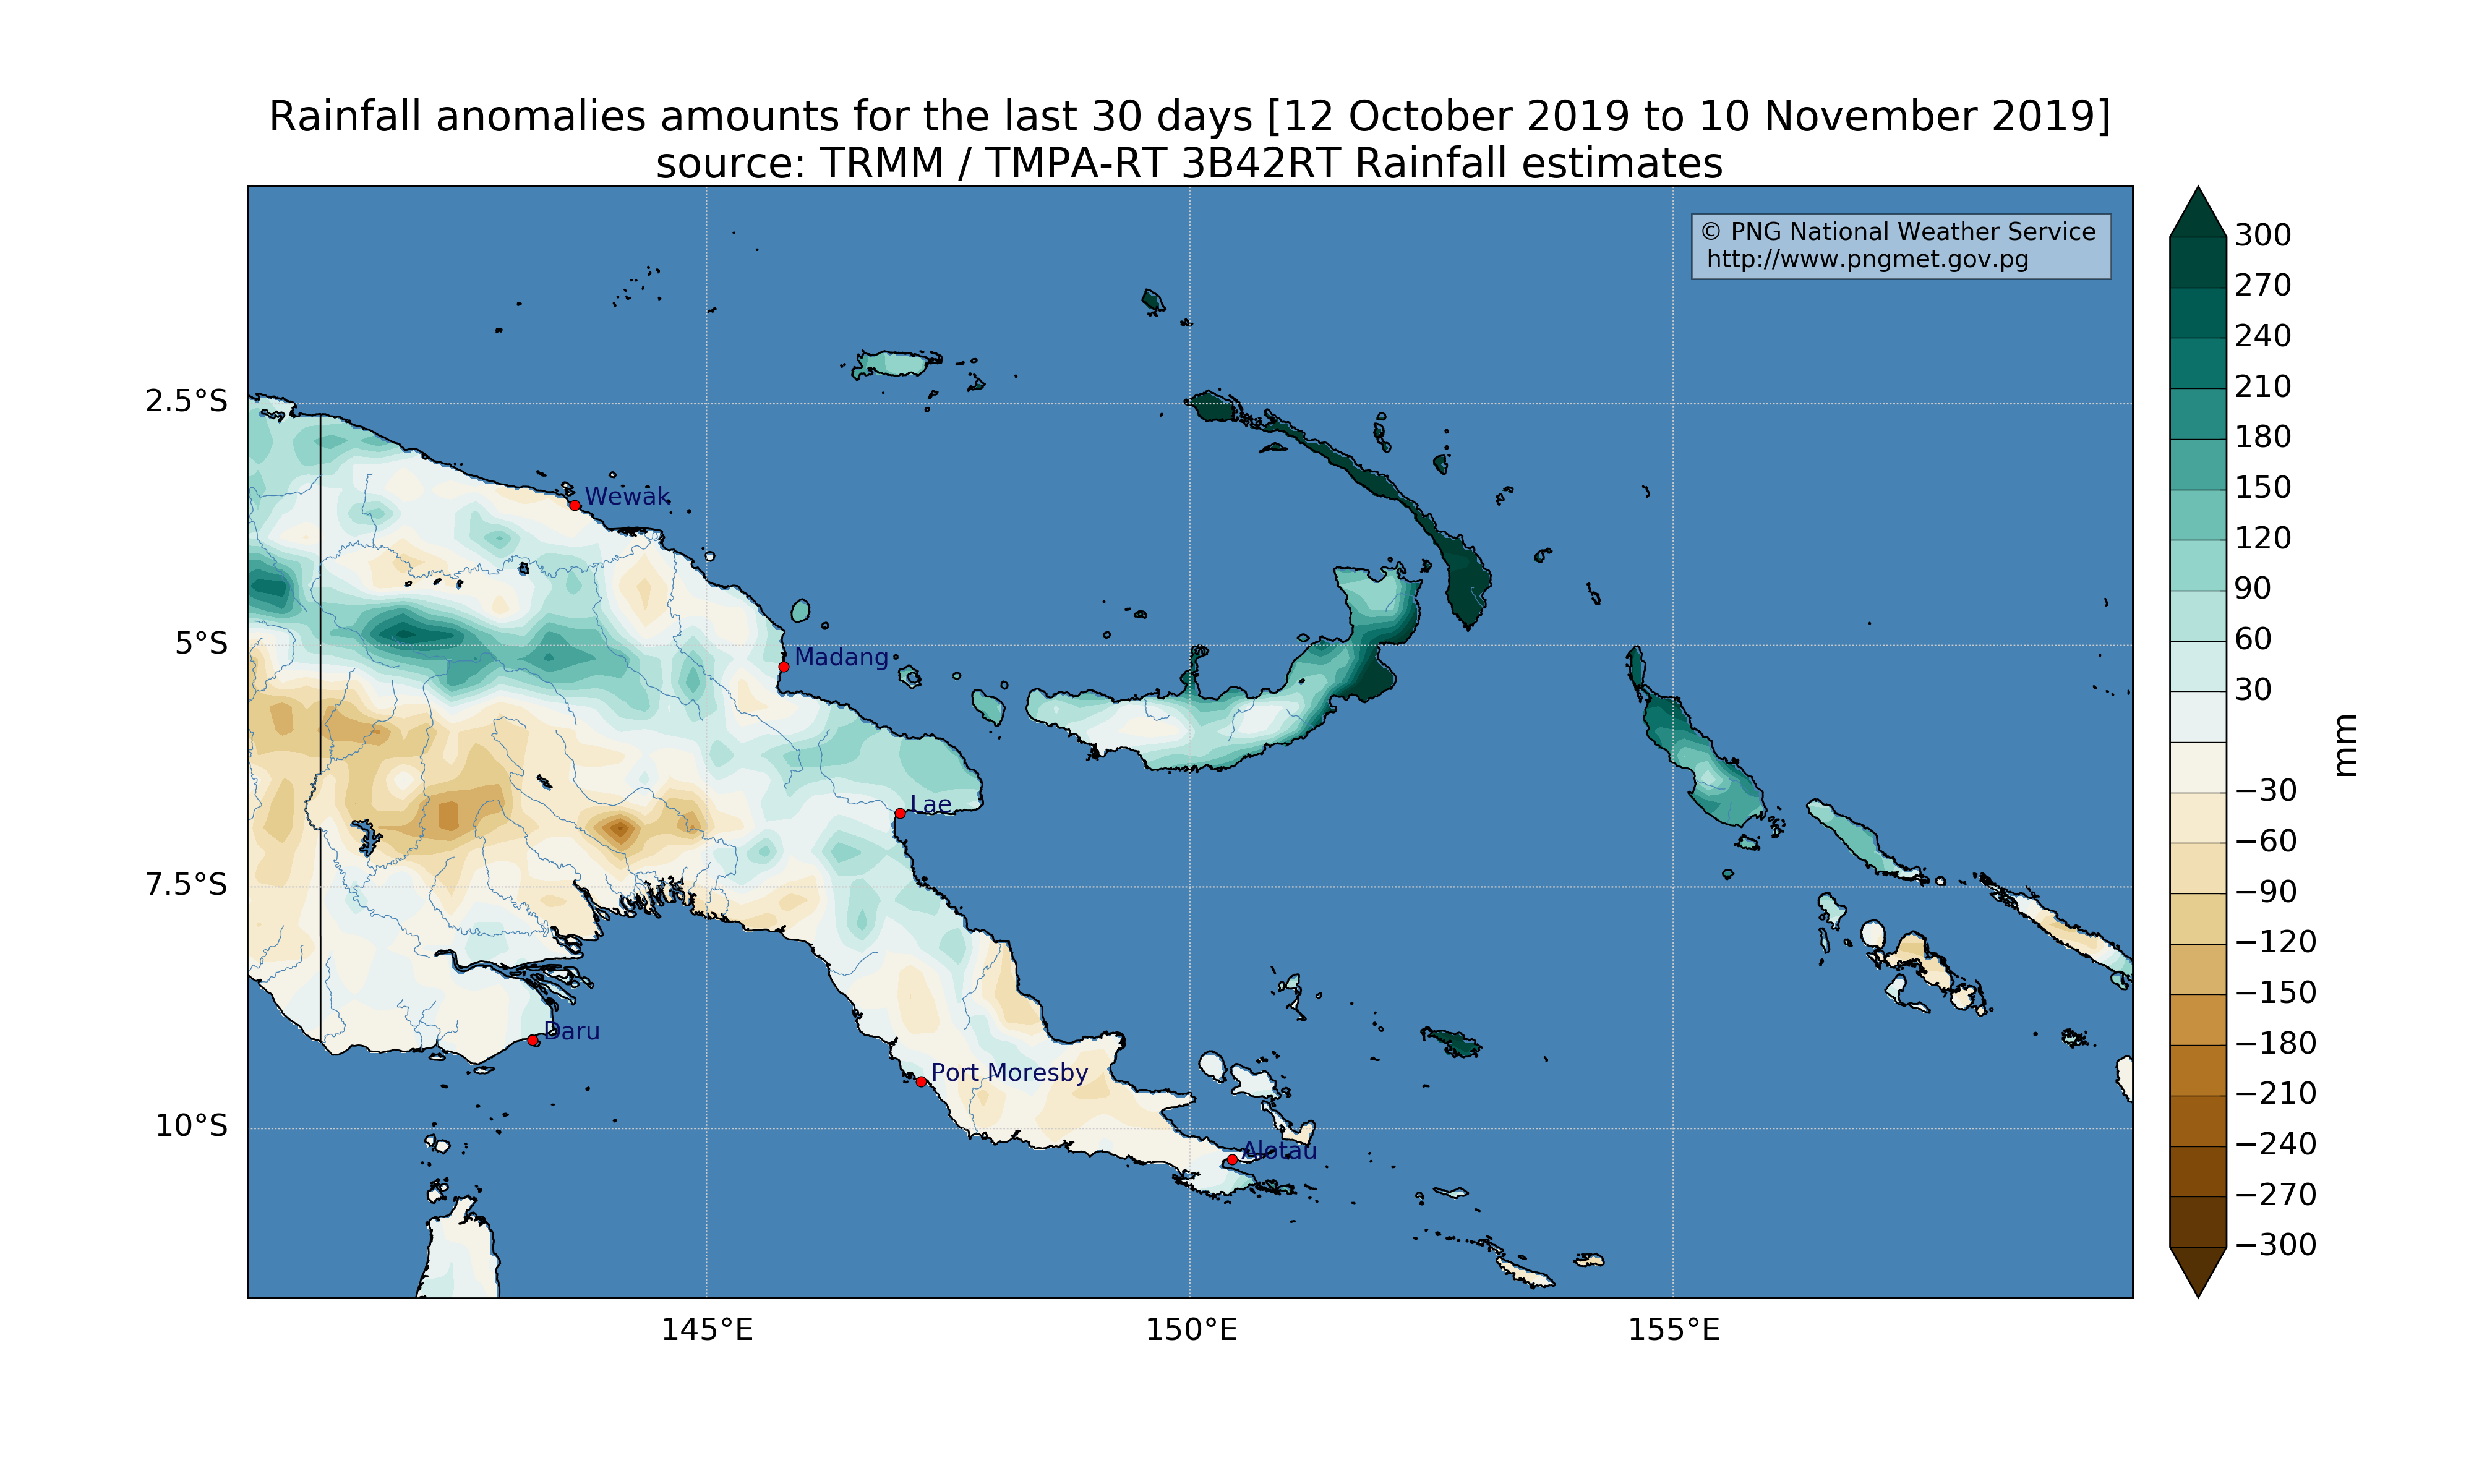 Rainfall anomalies amounts for the last 30 days [12 October 2019 to 10 November 2019]
source: TRMM / TMPA-RT 3B42RT Rainfall estimates
© PNG National Weather Service
http://www.pngmet.gov.pg
2.5°S
5°S
7.5°S
10°S
Wewak
Madang
Lae
Daru
Port Moresby
Alotau
145°E
150°E
155°E
300
270
240
210
180
150
120
90
60
30
−30
−60
−90
−120
−150
−180
−210
−240
−270
−300
mm